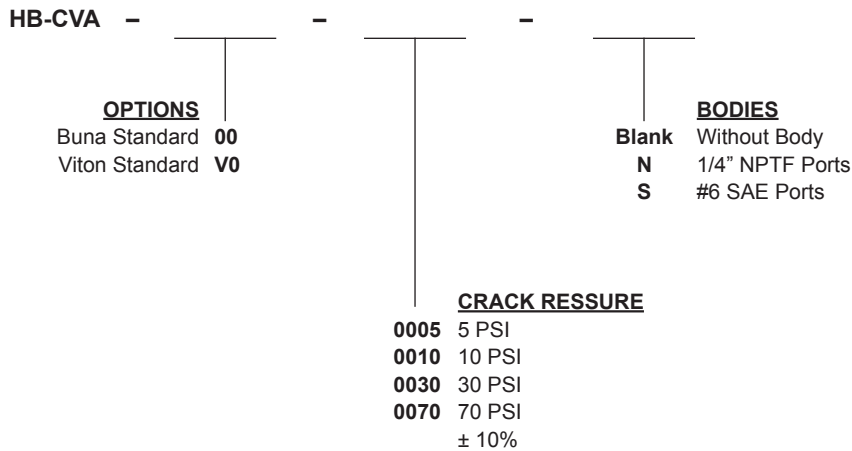 HB-CVA – – –
OPTIONS
Buna Standard 00
Viton Standard V0
BODIES
Blank Without Body
N 1/4” NPTF Ports
S #6 SAE Ports
CRACK RESSURE
0005 5 PSI
0010 10 PSI
0030 30 PSI
0070 70 PSI
± 10%